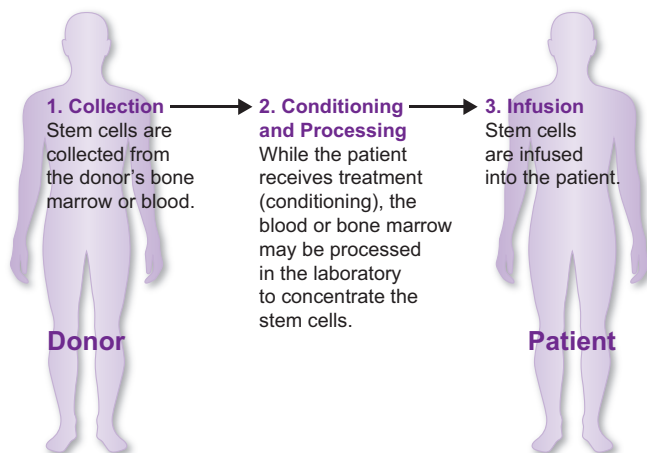 1. Collection
Stem cells are
collected from
the donor's bone
marrow or blood.
2. Conditioning
and Processing
While the patient
receives treatment
(conditioning), the
blood or bone marrow
may be processed
in the laboratory
to concentrate the
stem cells.
3. Infusion
Stem cells
are infused
into the patient.
Donor
Patient